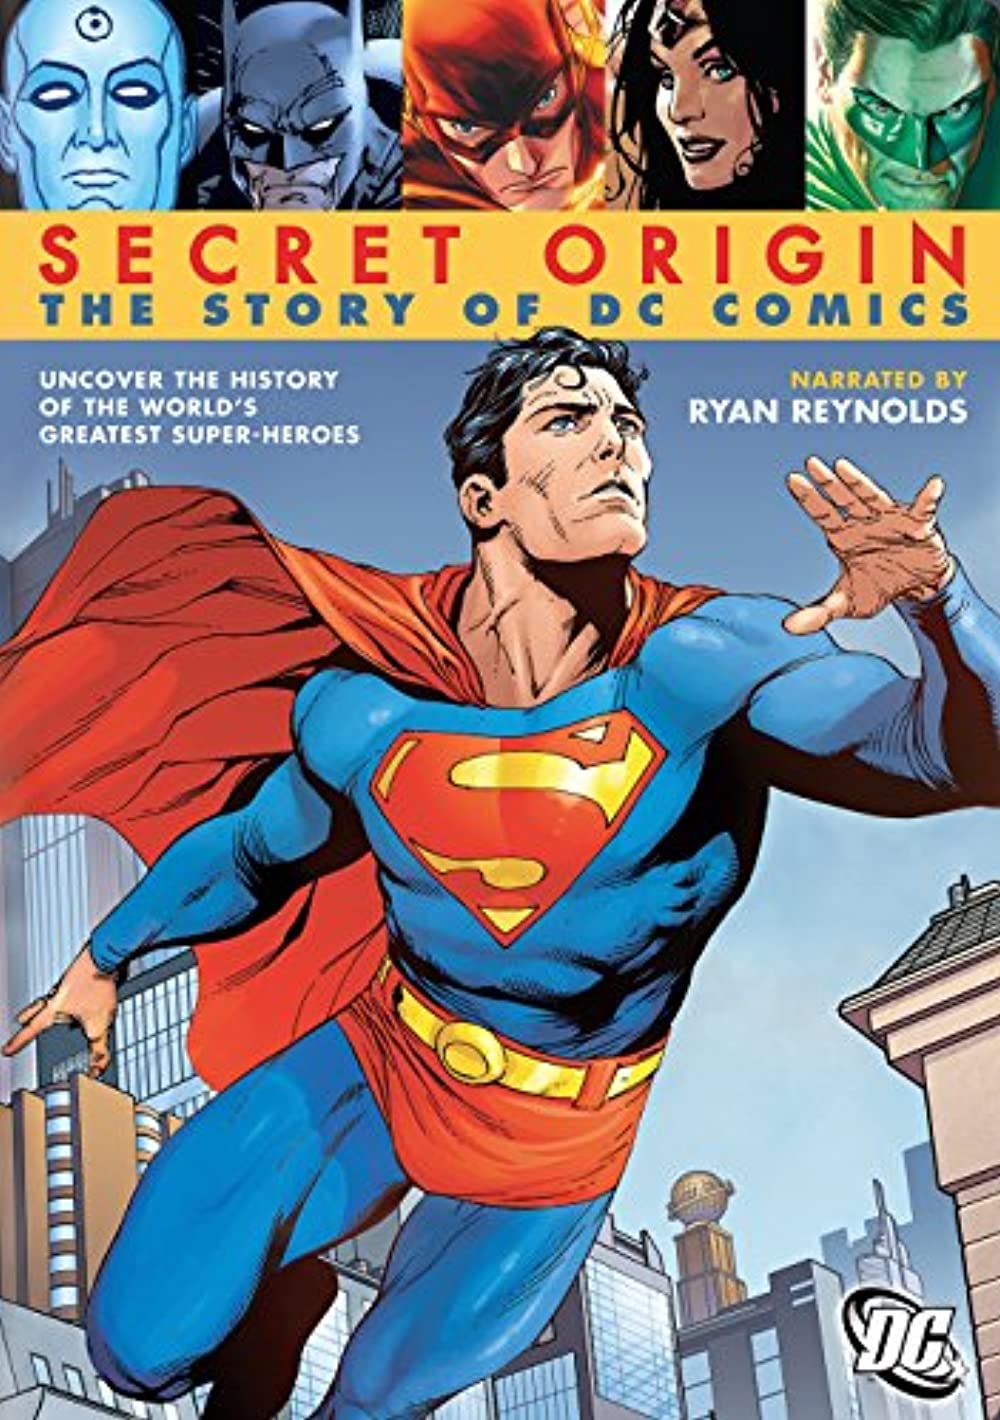 SECRET ORIGIN
THE STORY OF DC COMICS
UNCOVER THE HISTORY
OF THE WORLD'S
GREATEST SUPER-HEROES
NARRATED BY
RYAN REYNOLDS
S
DC